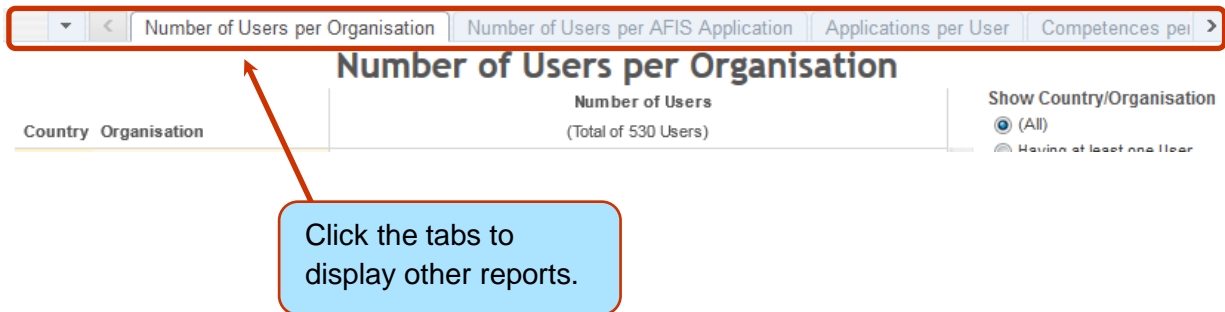 Number of Users per Organisation Number of Users per AFIS Application Applications per User Competences per
Number of Users per Organisation
Number of Users Show Country/Organisation
Country Organisation (Total of 530 Users) (All)
Having at least one User
Click the tabs to
display other reports.